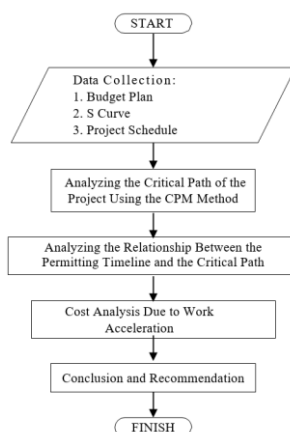 START
Data Collection:
1. Budget Plan
2. S Curve
3. Project Schedule
Analyzing the Critical Path of the
Project Using the CPM Method
Analyzing the Relationship Between the
Permitting Timeline and the Critical Path
Cost Analysis Due to Work
Acceleration
Conclusion and Recommendation
FINISH